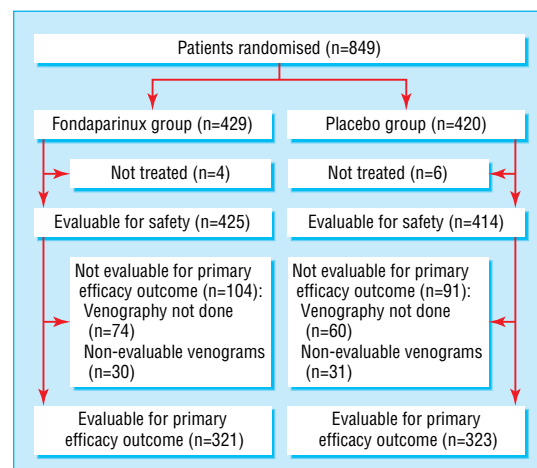 Patients randomised (n=849)
Fondaparinux group (n=429)
Placebo group (n=420)
Not treated (n=4)
Not treated (n=6)
Evaluable for safety (n=425)
Evaluable for safety (n=414)
Not evaluable for primary
efficacy outcome (n=104):
Venography not done
(n=74)
Non-evaluable venograms
(n=30)
Not evaluable for primary
efficacy outcome (n=91):
Venography not done
(n=60)
Non-evaluable venograms
(n=31)
Evaluable for primary
efficacy outcome (n=321)
Evaluable for primary
efficacy outcome (n=323)